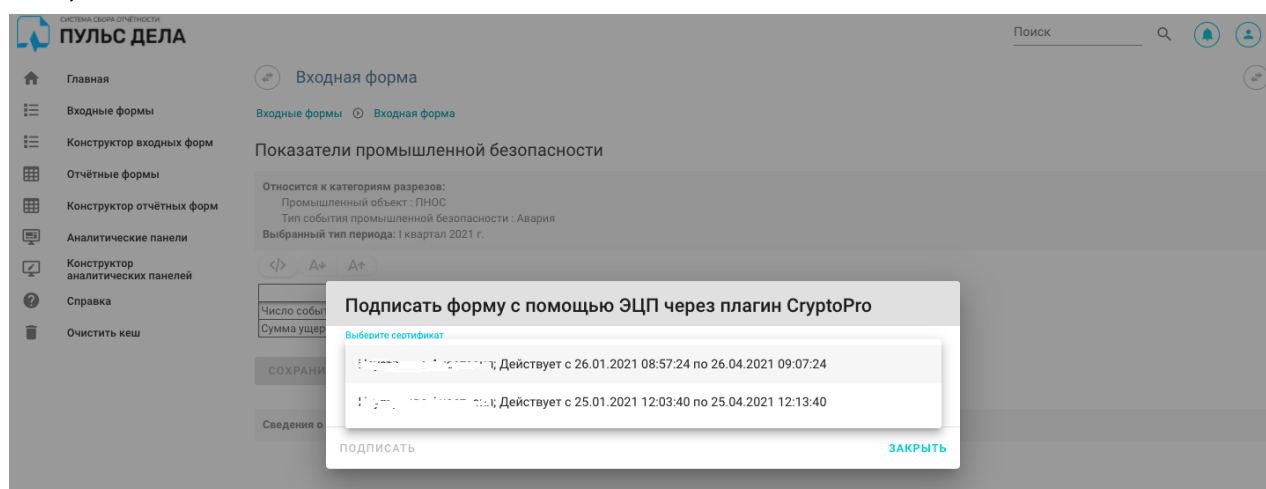 СИСТЕМА СБОРА ОТЧЁТНОСТИ
ПУЛЬС ДЕЛА
Поиск
Главная
Входные формы
Конструктор входных форм
Отчётные формы
Конструктор отчётных форм
Аналитические панели
Конструктор
аналитических панелей
Справка
Очистить кеш
Входная форма
Входные формы Входная форма
Показатели промышленной безопасности
Относится к категориям разрезов:
Промышленный объект : ПНОС
Тип события промышленной безопасности : Авария
Выбранный тип периода: I квартал 2021 г.
</> A A
Число событ
Сумма ущер
СОХРАНИ
Сведения о
Подписать форму с помощью ЭЦП через плагин CryptoPro
Выберите сертификат
; Действует с 26.01.2021 08:57:24 по 26.04.2021 09:07:24
; Действует с 25.01.2021 12:03:40 по 25.04.2021 12:13:40
ПОДПИСАТЬ ЗАКРЫТЬ